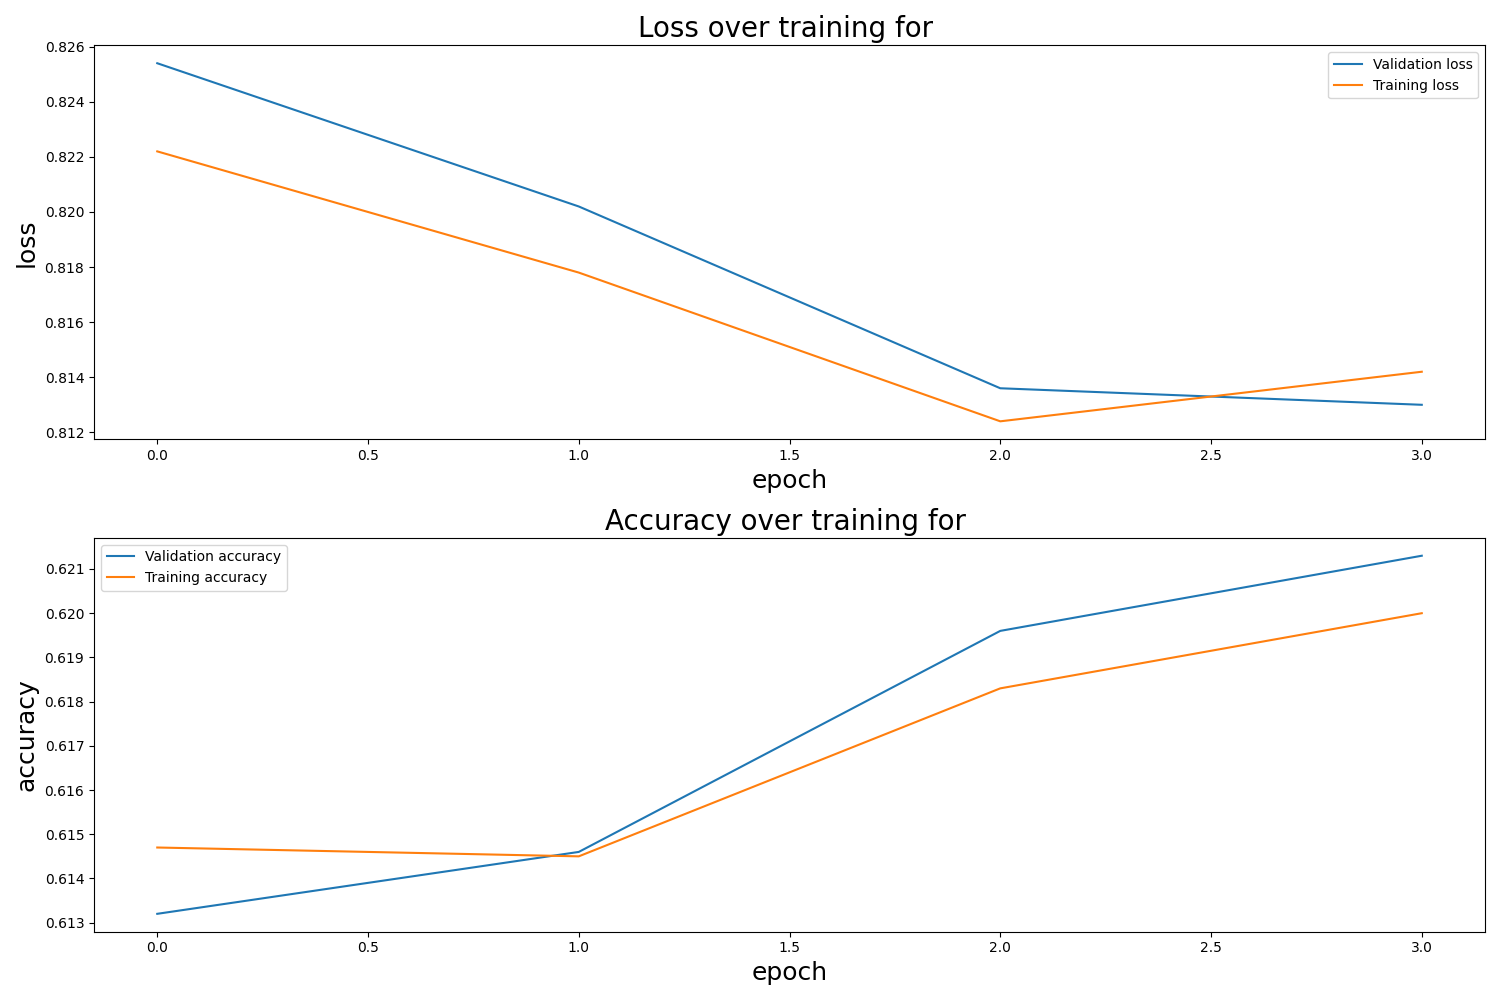 Loss over training for
0.826
0.824
0.822
0.820
0.818
0.816
0.814
0.812
loss
Validation loss
Training loss
0.0 0.5 1.0 1.5 2.0 2.5 3.0
epoch
Accuracy over training for
0.621
0.620
0.619
0.618
0.617
0.616
0.615
0.614
0.613
accuracy
Validation accuracy
Training accuracy
0.0 0.5 1.0 1.5 2.0 2.5 3.0
epoch